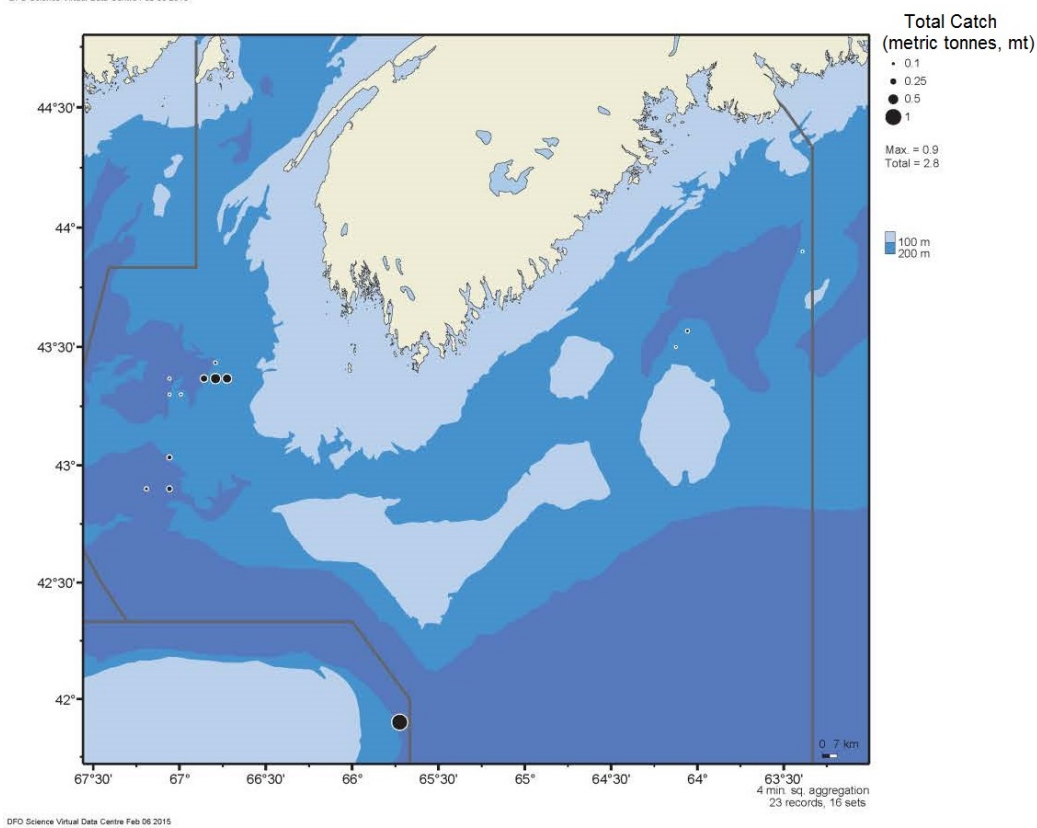 Total Catch
(metric tonnes, mt)
0.1
0.25
0.5
1
Max. = 0.9
Total = 2.8
100 m
200 m
44°30'
44°
43°30'
43°
42°30'
42°
0 7 km
67°30'
67°
66°30'
66°
65°30'
65°
64°30'
64°
63°30'
4 min. sq. aggregation
23 records, 16 sets
DFO Science Virtual Data Centre Feb 06 2015